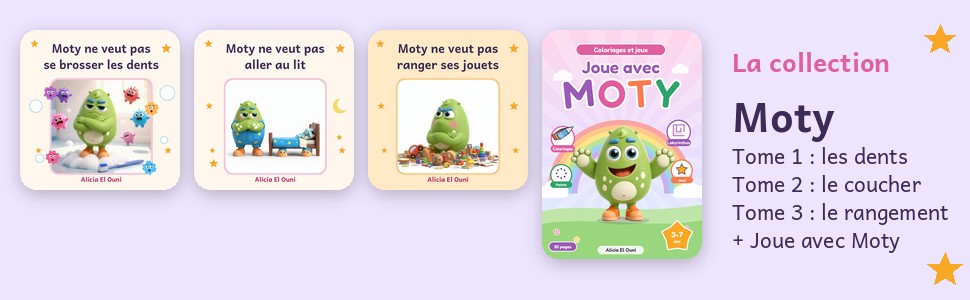 Moty ne veut pas
se brosser les dents
Alicia El Ouni
Moty ne veut pas
aller au lit
Alicia El Ouni
Moty ne veut pas
ranger ses jouets
Alicia El Ouni
Coloriages et jeux
Joue avec
MOTY
Coloriages
Labyrinthes
Points
Jeux
3-7
ans
88 pages
Alicia El Ouni
La collection
Moty
Tome 1 : les dents
Tome 2 : le coucher
Tome 3 : le rangement
+ Joue avec Moty